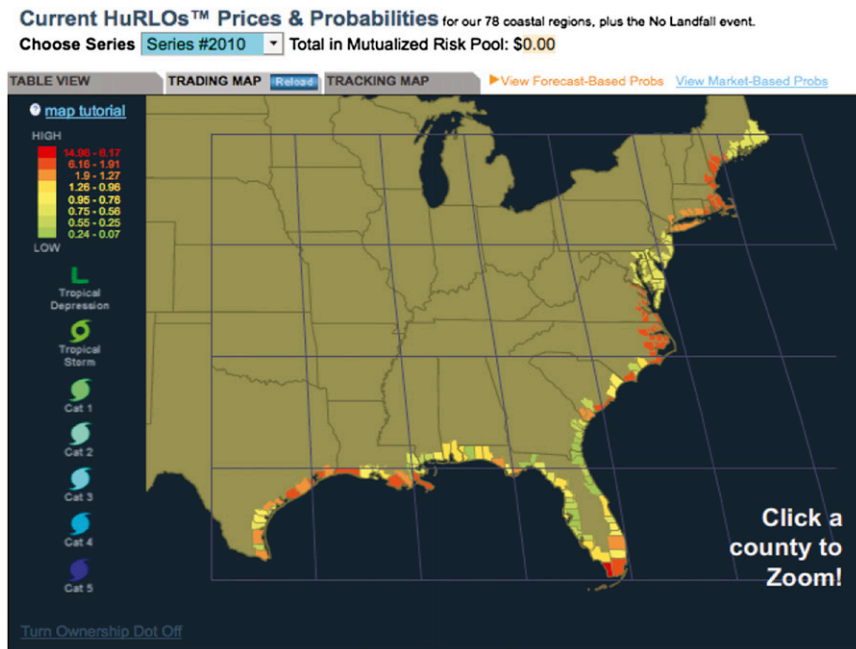 Current HuRLOs™ Prices & Probabilities for our 78 coastal regions, plus the No Landfall event.
Choose Series Series #2010 Total in Mutualized Risk Pool: $0.00
TABLE VIEW TRADING MAP Reload TRACKING MAP View Forecast-Based Probs View Market-Based Probs
? map tutorial
HIGH
14.96 - 6.17
6.16 - 1.91
1.9 - 1.27
1.26 - 0.96
0.95 - 0.78
0.75 - 0.56
0.55 - 0.25
0.24 - 0.07
LOW
Tropical
Depression
Tropical
Storm
Cat 1
Cat 2
Cat 3
Cat 4
Cat 5
Click a
county to
Zoom!
Turn Ownership Dot Off